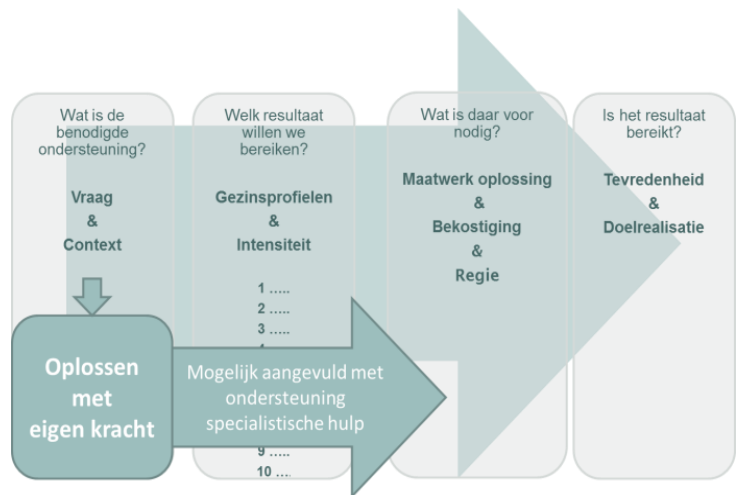 Wat is de
benodigde
ondersteuning?
Vraag
&
Context
Oplossen
met
eigen kracht
Welk resultaat
willen we
bereiken?
Gezinsprofielen
&
Intensiteit
1 .....
2 .....
3 .....
Mogelijk aangevuld met
ondersteuning
specialistische hulp
9 .....
10 ....
Wat is daar voor
nodig?
Maatwerk oplossing
&
Bekostiging
&
Regie
Is het resultaat
bereikt?
Tevredenheid
&
Doelrealisatie